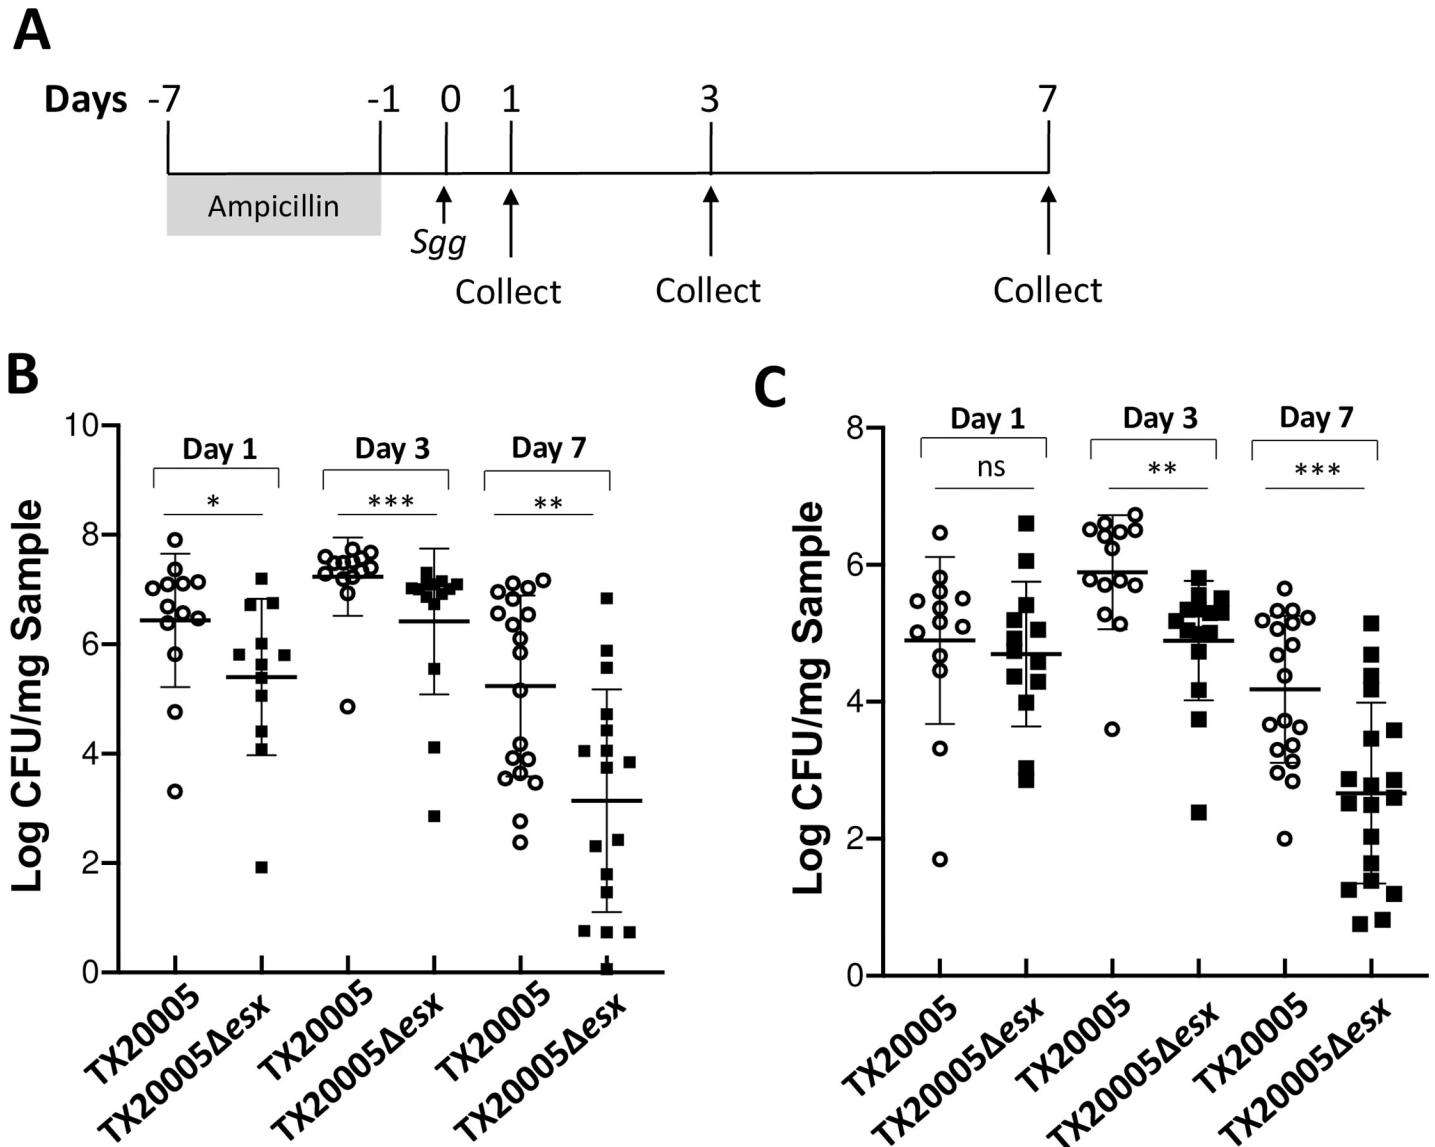 A
Days -7 -1 0 1 3 7
Ampicillin
Sgg
Collect Collect Collect
B
Log CFU/mg Sample
10
8
6
4
2
0
Day 1 Day 3 Day 7
* *** **
TX20005 TX20005Δesx TX20005 TX20005Δesx TX20005 TX20005Δesx
C
Log CFU/mg Sample
8
6
4
2
0
Day 1 Day 3 Day 7
ns ** ***
TX20005 TX20005Δesx TX20005 TX20005Δesx TX20005 TX20005Δesx